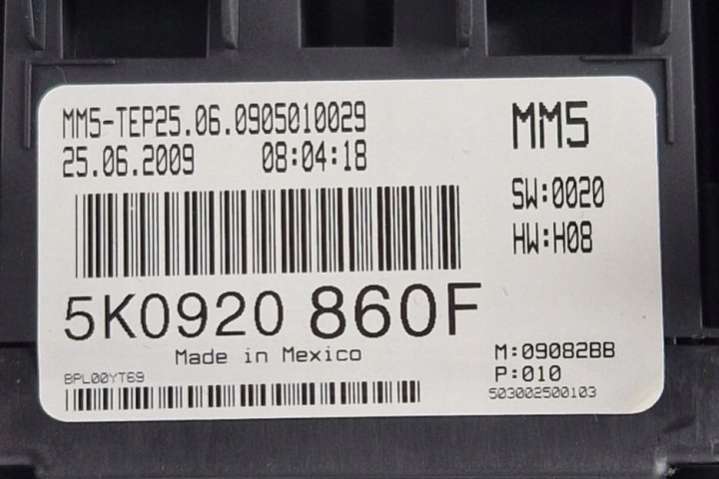 MM5-TEP25.06.0905010029
25.06.2009 08:04:18
MM5
SW:0020
HW:H08
5K0920 860F
Made in Mexico
BPL00YT69
M:09082BB
P:010
503002500103